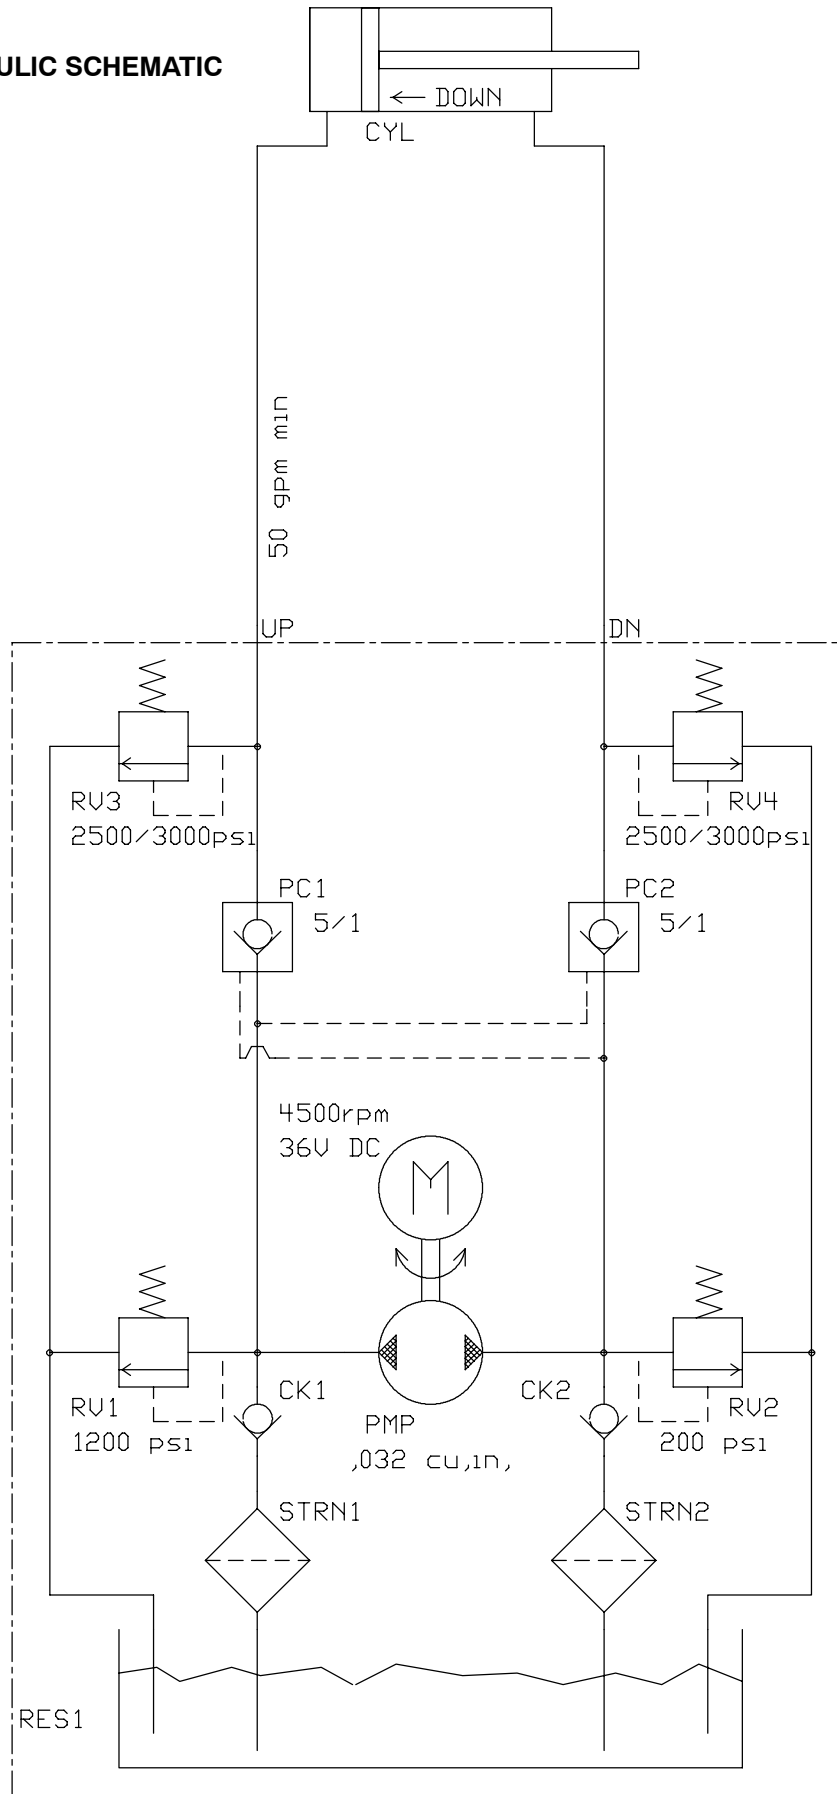 ULIC SCHEMATIC
DOWN
CYL
50 gpm min
UP
DN
RV3
2500/3000psi
RV4
2500/3000psi
PC1
5/1
PC2
5/1
4500rpm
36V DC
M
RV1
1200 psi
CK1
PMP
,032 cu,in,
CK2
RV2
200 psi
STRN1
STRN2
RES1